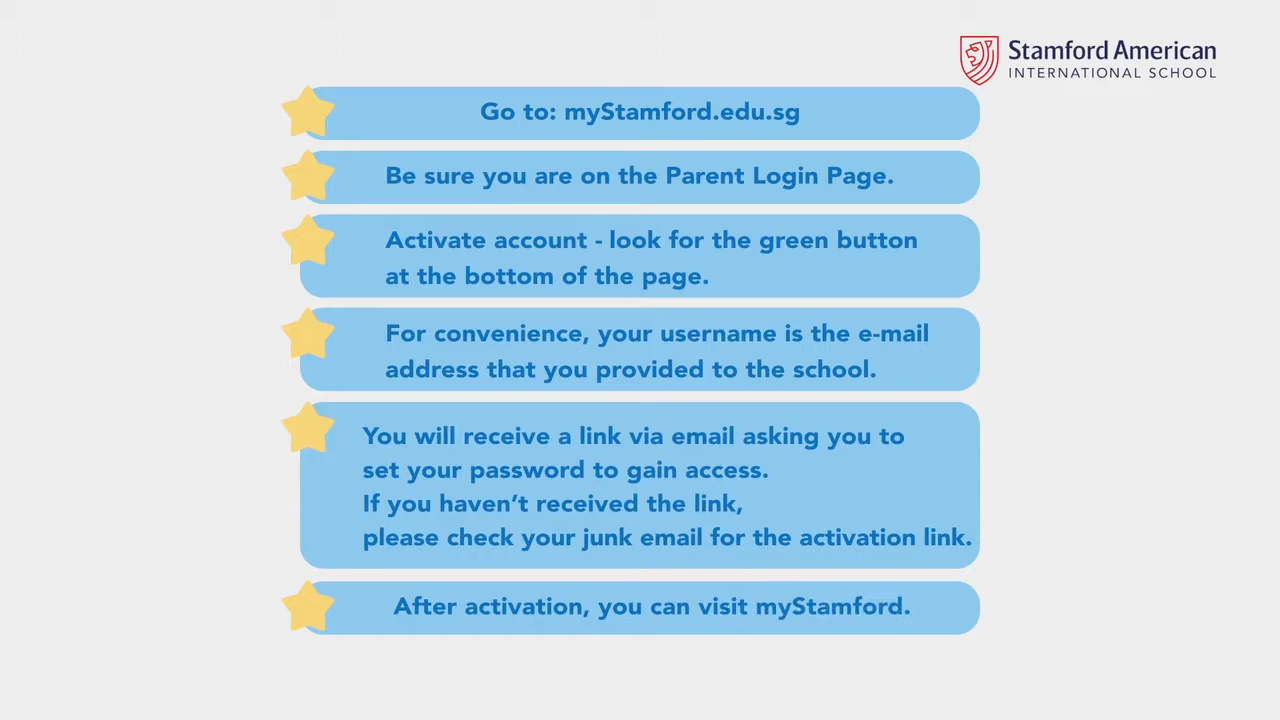 Stamford American
INTERNATIONAL SCHOOL
Go to: myStamford.edu.sg
Be sure you are on the Parent Login Page.
Activate account - look for the green button
at the bottom of the page.
For convenience, your username is the e-mail
address that you provided to the school.
You will receive a link via email asking you to
set your password to gain access.
If you haven’t received the link,
please check your junk email for the activation link.
After activation, you can visit myStamford.